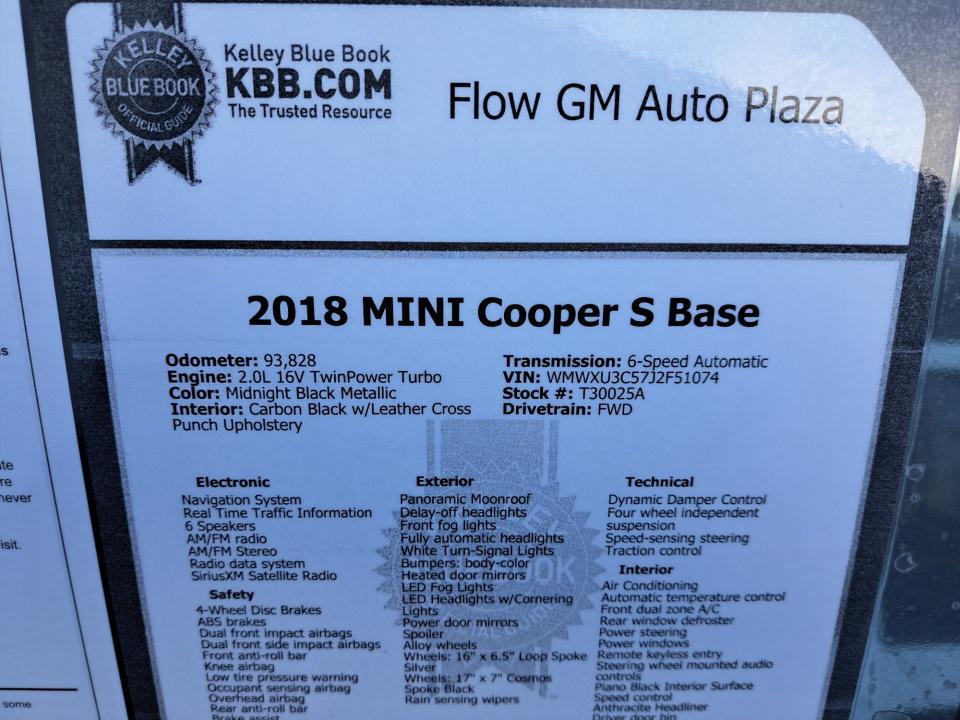 KELLEY
BLUE BOOK
OFFICIAL GUIDE
Kelley Blue Book
KBB.COM
The Trusted Resource
Flow GM Auto Plaza
2018 MINI Cooper S Base
Odometer: 93,828
Engine: 2.0L 16V TwinPower Turbo
Color: Midnight Black Metallic
Interior: Carbon Black w/Leather Cross
Punch Upholstery
Transmission: 6-Speed Automatic
VIN: WMWXU3C57J2F51074
Stock #: T30025A
Drivetrain: FWD
Electronic
Navigation System
Real Time Traffic Information
6 Speakers
AM/FM radio
AM/FM Stereo
Radio data system
SiriusXM Satellite Radio
Safety
4-Wheel Disc Brakes
ABS brakes
Dual front impact airbags
Dual front side impact airbags
Front anti-roll bar
Knee airbag
Low tire pressure warning
Occupant sensing airbag
Overhead airbag
Rear anti-roll bar
Brake assist
Exterior
Panoramic Moonroof
Delay-off headlights
Front fog lights
Fully automatic headlights
White Turn-Signal Lights
Bumpers: body-color
Heated door mirrors
LED Fog Lights
LED Headlights w/Cornering
Lights
Power door mirrors
Spoiler
Alloy wheels
Wheels: 16" x 6.5" Loop Spoke
Silver
Wheels: 17" x 7" Cosmos
Spoke Black
Rain sensing wipers
Technical
Dynamic Damper Control
Four wheel independent
suspension
Speed-sensing steering
Traction control
Interior
Air Conditioning
Automatic temperature control
Front dual zone A/C
Rear window defroster
Power steering
Power windows
Remote keyless entry
Steering wheel mounted audio
controls
Piano Black Interior Surface
Speed control
Anthracite Headliner
Driver door bin
some